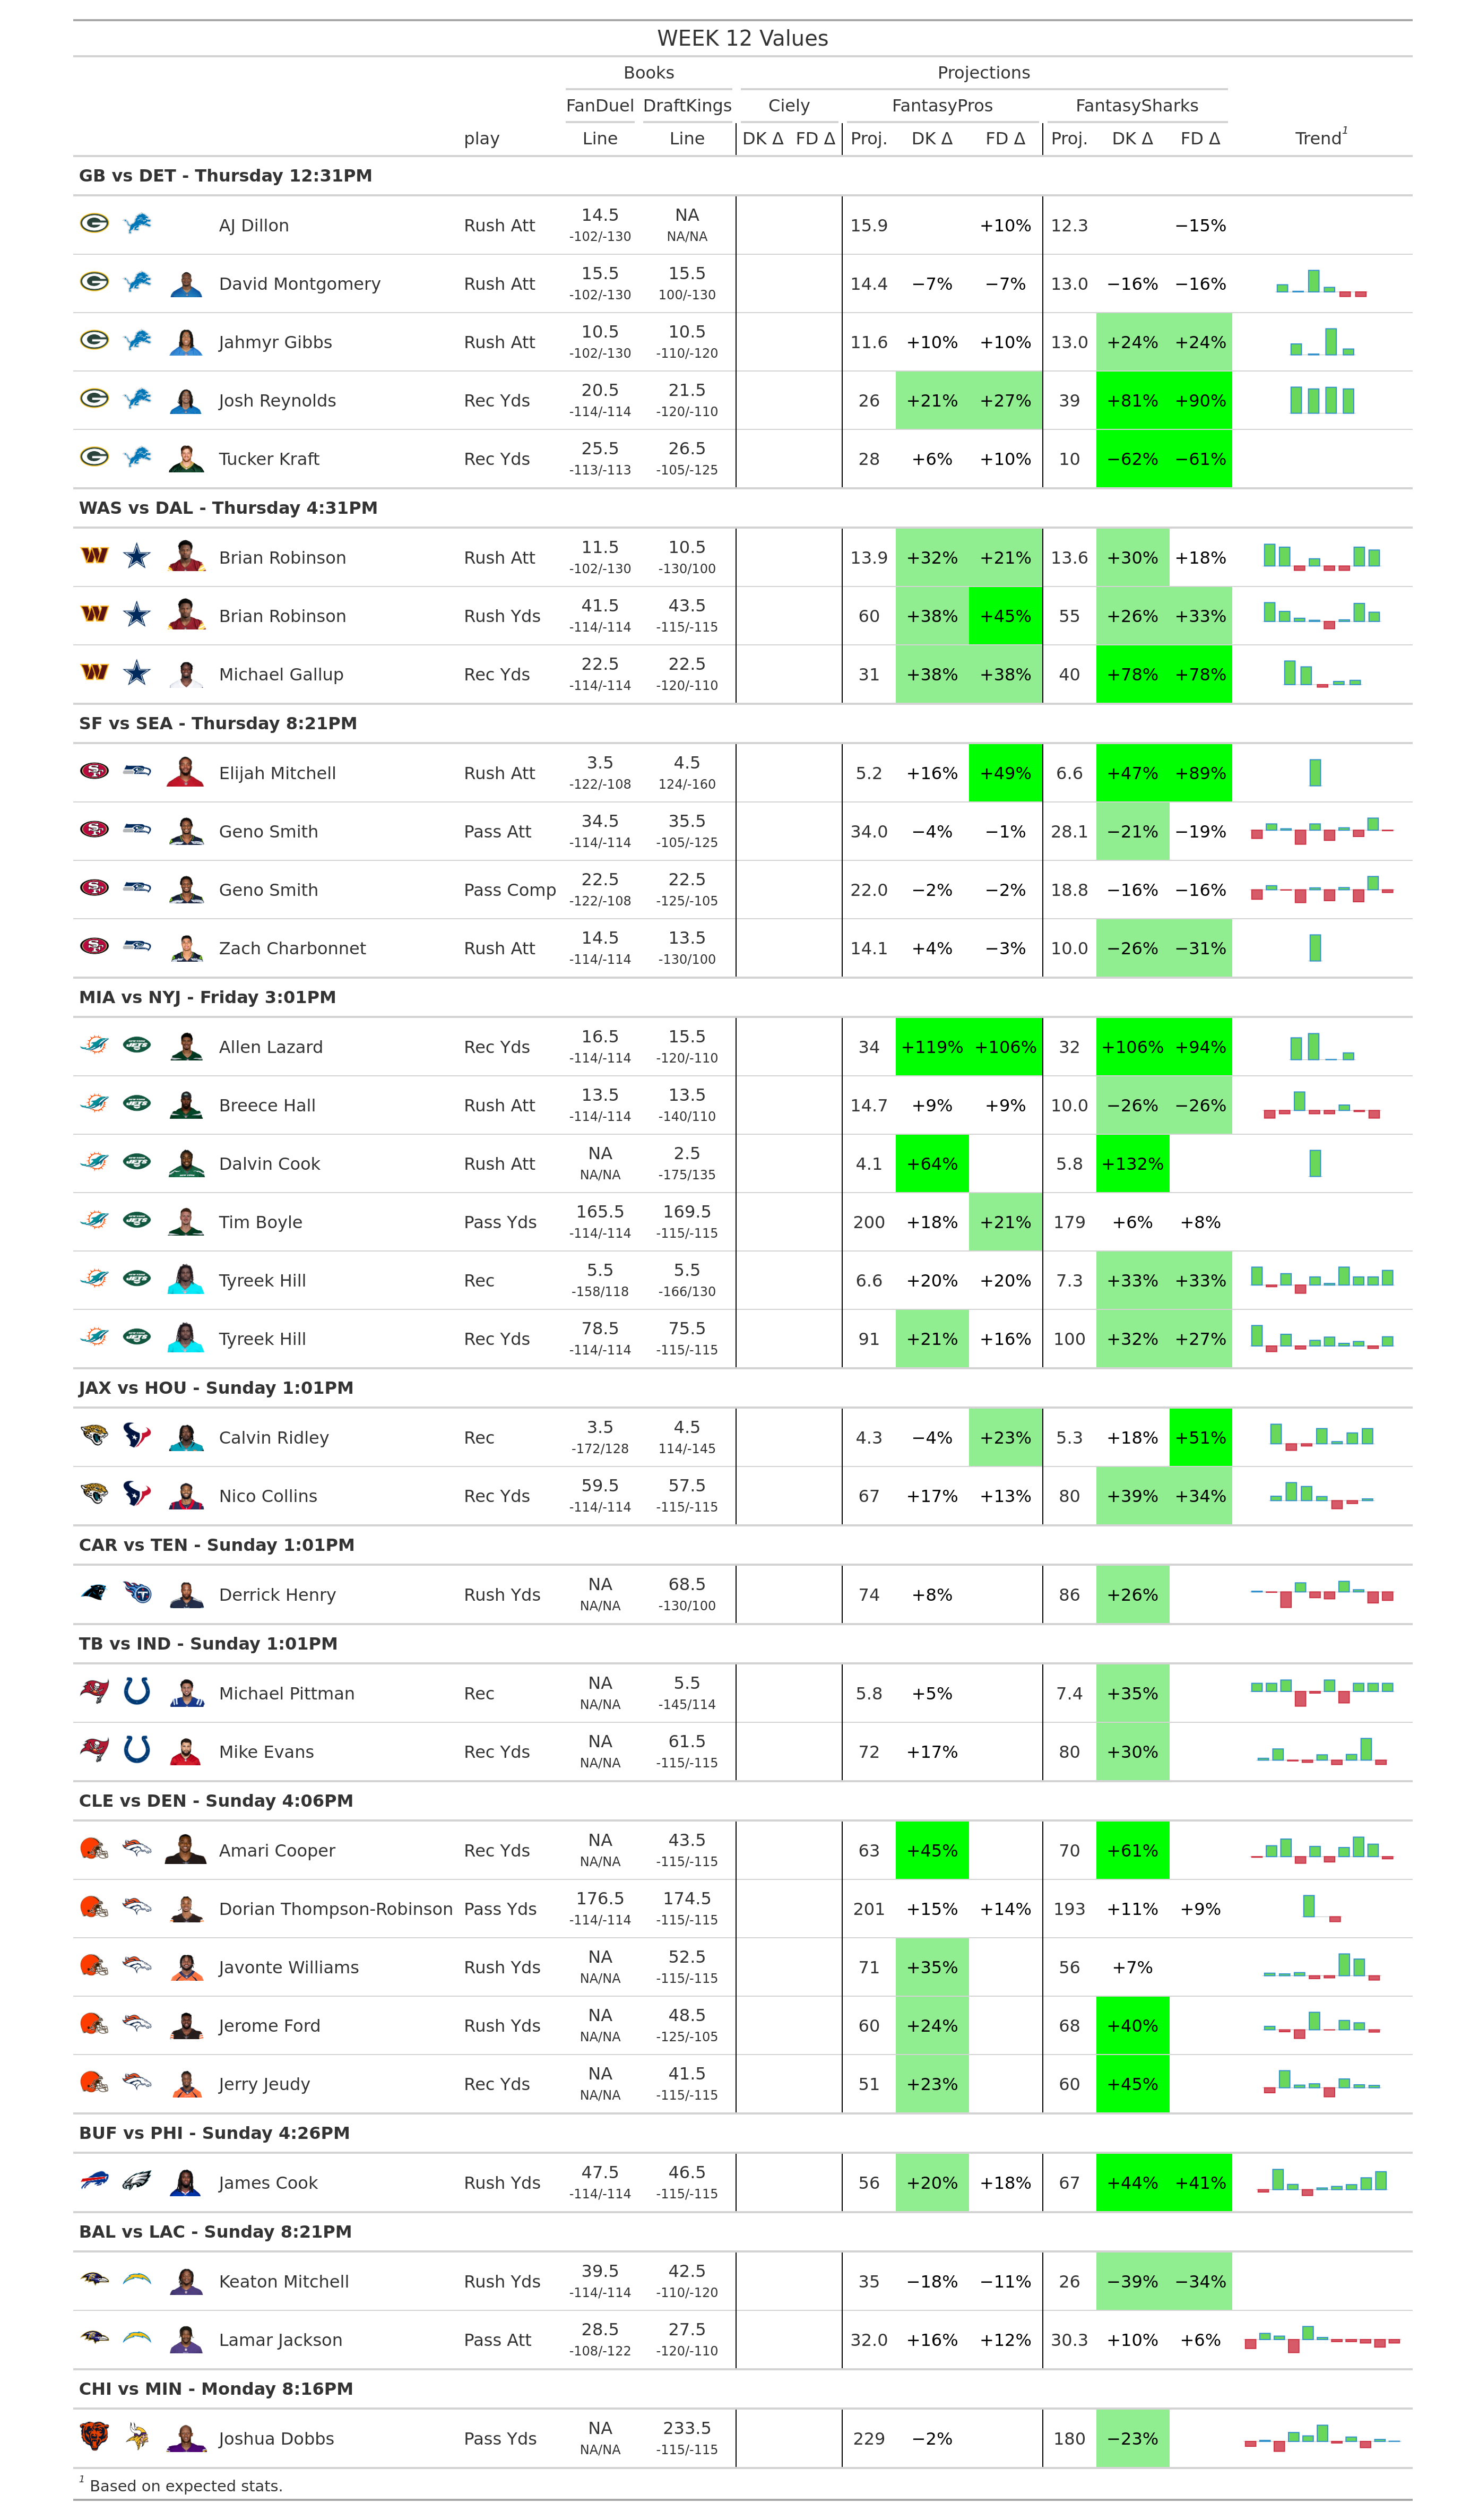 WEEK 12 Values
Books Projections
FanDuel DraftKings Ciely FantasyPros FantasySharks
play Line Line DK Δ FD Δ Proj. DK Δ FD Δ Proj. DK Δ FD Δ Trend1
GB vs DET - Thursday 12:31PM
AJ Dillon Rush Att 14.5 NA 15.9 +10% 12.3 −15%
-102/-130 NA/NA
David Montgomery Rush Att 15.5 15.5 14.4 −7% −7% 13.0 −16% −16%
-102/-130 100/-130
Jahmyr Gibbs Rush Att 10.5 10.5 11.6 +10% +10% 13.0 +24% +24%
-102/-130 -110/-120
Josh Reynolds Rec Yds 20.5 21.5 26 +21% +27% 39 +81% +90%
-114/-114 -120/-110
Tucker Kraft Rec Yds 25.5 26.5 28 +6% +10% 10 −62% −61%
-113/-113 -105/-125
WAS vs DAL - Thursday 4:31PM
Brian Robinson Rush Att 11.5 10.5 13.9 +32% +21% 13.6 +30% +18%
-102/-130 -130/100
Brian Robinson Rush Yds 41.5 43.5 60 +38% +45% 55 +26% +33%
-114/-114 -115/-115
Michael Gallup Rec Yds 22.5 22.5 31 +38% +38% 40 +78% +78%
-114/-114 -120/-110
SF vs SEA - Thursday 8:21PM
Elijah Mitchell Rush Att 3.5 4.5 5.2 +16% +49% 6.6 +47% +89%
-122/-108 124/-160
Geno Smith Pass Att 34.5 35.5 34.0 −4% −1% 28.1 −21% −19%
-114/-114 -105/-125
Geno Smith Pass Comp 22.5 22.5 22.0 −2% −2% 18.8 −16% −16%
-122/-108 -125/-105
Zach Charbonnet Rush Att 14.5 13.5 14.1 +4% −3% 10.0 −26% −31%
-114/-114 -130/100
MIA vs NYJ - Friday 3:01PM
Allen Lazard Rec Yds 16.5 15.5 34 +119% +106% 32 +106% +94%
-114/-114 -120/-110
Breece Hall Rush Att 13.5 13.5 14.7 +9% +9% 10.0 −26% −26%
-114/-114 -140/110
Dalvin Cook Rush Att NA 2.5 4.1 +64% 5.8 +132%
NA/NA -175/135
Tim Boyle Pass Yds 165.5 169.5 200 +18% +21% 179 +6% +8%
-114/-114 -115/-115
Tyreek Hill Rec 5.5 5.5 6.6 +20% +20% 7.3 +33% +33%
-158/118 -166/130
Tyreek Hill Rec Yds 78.5 75.5 91 +21% +16% 100 +32% +27%
-114/-114 -115/-115
JAX vs HOU - Sunday 1:01PM
Calvin Ridley Rec 3.5 4.5 4.3 −4% +23% 5.3 +18% +51%
-172/128 114/-145
Nico Collins Rec Yds 59.5 57.5 67 +17% +13% 80 +39% +34%
-114/-114 -115/-115
CAR vs TEN - Sunday 1:01PM
Derrick Henry Rush Yds NA 68.5 74 +8% 86 +26%
NA/NA -130/100
TB vs IND - Sunday 1:01PM
Michael Pittman Rec NA 5.5 5.8 +5% 7.4 +35%
NA/NA -145/114
Mike Evans Rec Yds NA 61.5 72 +17% 80 +30%
NA/NA -115/-115
CLE vs DEN - Sunday 4:06PM
Amari Cooper Rec Yds NA 43.5 63 +45% 70 +61%
NA/NA -115/-115
Dorian Thompson-Robinson Pass Yds 176.5 174.5 201 +15% +14% 193 +11% +9%
-114/-114 -115/-115
Javonte Williams Rush Yds NA 52.5 71 +35% 56 +7%
NA/NA -115/-115
Jerome Ford Rush Yds NA 48.5 60 +24% 68 +40%
NA/NA -125/-105
Jerry Jeudy Rec Yds NA 41.5 51 +23% 60 +45%
NA/NA -115/-115
BUF vs PHI - Sunday 4:26PM
James Cook Rush Yds 47.5 46.5 56 +20% +18% 67 +44% +41%
-114/-114 -115/-115
BAL vs LAC - Sunday 8:21PM
Keaton Mitchell Rush Yds 39.5 42.5 35 −18% −11% 26 −39% −34%
-114/-114 -110/-120
Lamar Jackson Pass Att 28.5 27.5 32.0 +16% +12% 30.3 +10% +6%
-108/-122 -120/-110
CHI vs MIN - Monday 8:16PM
Joshua Dobbs Pass Yds NA 233.5 229 −2% 180 −23%
NA/NA -115/-115
1 Based on expected stats.